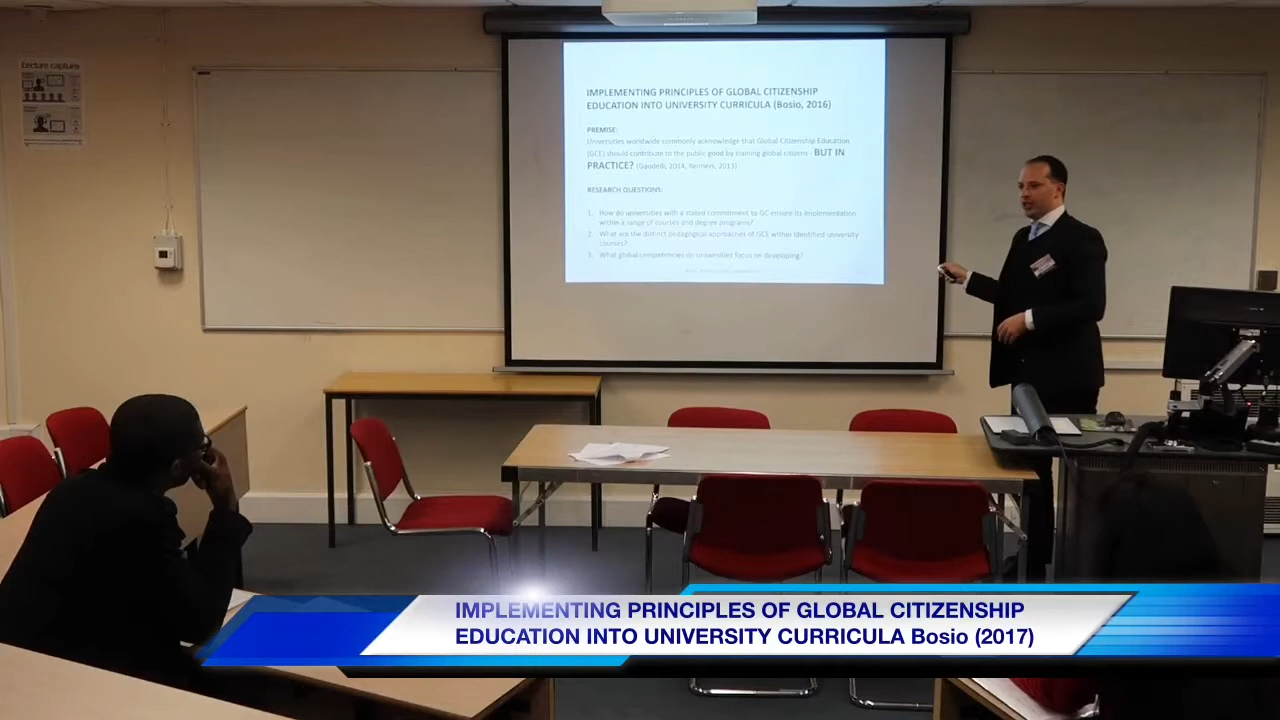 Lecture capture
IMPLEMENTING PRINCIPLES OF GLOBAL CITIZENSHIP
EDUCATION INTO UNIVERSITY CURRICULA (Bosio, 2016)
PREMISE:
Universities worldwide commonly acknowledge that Global Citizenship Education
(GCE) should contribute to the public good by training global citizens - BUT IN
PRACTICE? (Gaudelli, 2014, Reimers, 2013)
RESEARCH QUESTIONS:
1. How do universities with a stated commitment to GC ensure its implementation
within a range of courses and degree programs?
2. What are the distinct pedagogical approaches of GCE within identified university
courses?
3. What global competencies do universities focus on developing?
IMPLEMENTING PRINCIPLES OF GLOBAL CITIZENSHIP
EDUCATION INTO UNIVERSITY CURRICULA Bosio (2017)